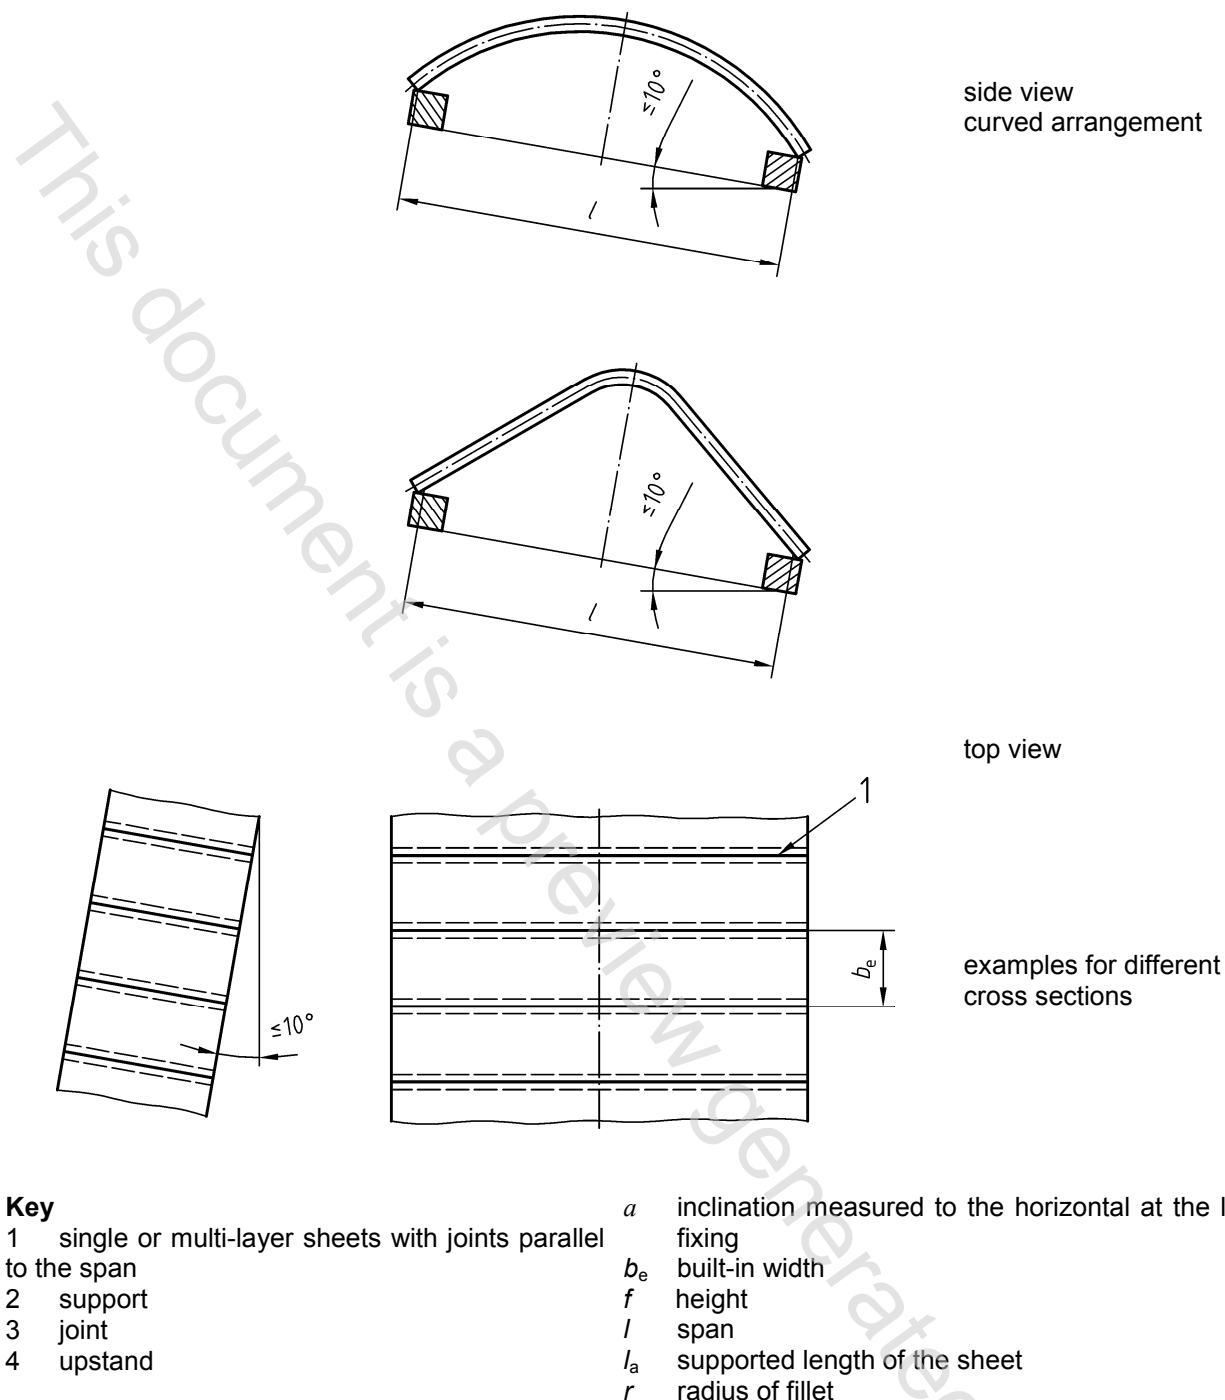 ≤10°
side view
curved arrangement
l
≤10°
l
top view
1
≤10°
bₑ
examples for different
cross sections
Key
1 single or multi-layer sheets with joints parallel
to the span
2 support
3 joint
4 upstand
a inclination measured to the horizontal at the l
fixing
bₑ built-in width
f height
l span
lₐ supported length of the sheet
r radius of fillet
This document is a preview generated